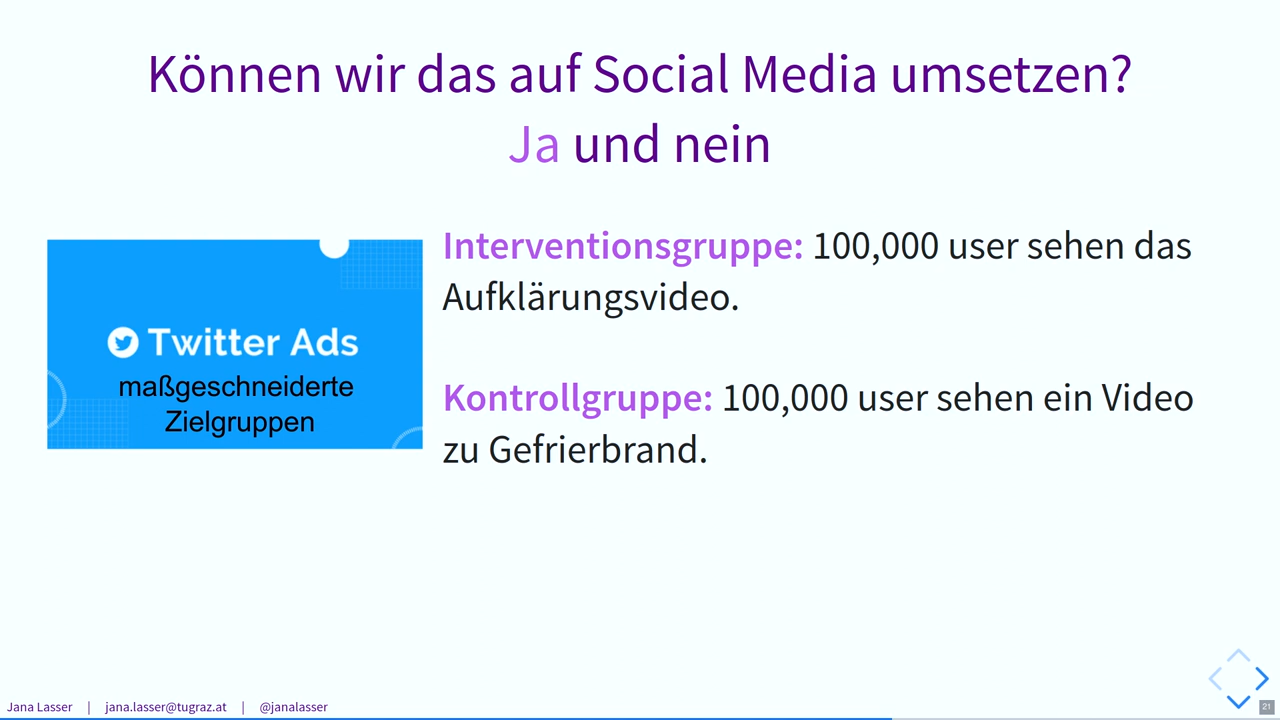 Können wir das auf Social Media umsetzen?
Ja und nein
Twitter Ads
maßgeschneiderte
Zielgruppen
Interventionsgruppe: 100,000 user sehen das
Aufklärungsvideo.
Kontrollgruppe: 100,000 user sehen ein Video
zu Gefrierbrand.
Jana Lasser | jana.lasser@tugraz.at | @janalasser
21